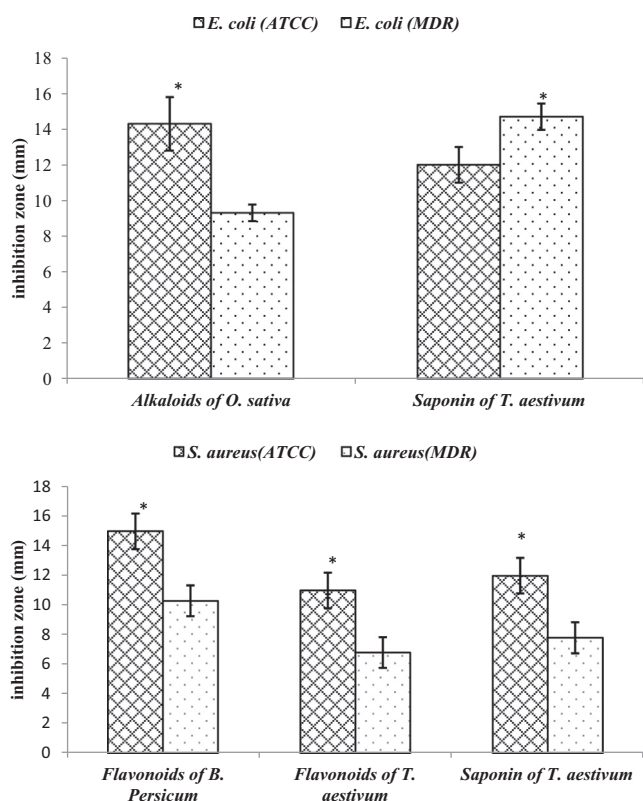 E. coli (ATCC) E. coli (MDR)
*
*
18
16
14
12
10
8
6
4
2
0
inhibition zone (mm)
Alkaloids of O. sativa Saponin of T. aestivum
S. aureus(ATCC) S. aureus(MDR)
*
*
*
18
16
14
12
10
8
6
4
2
0
inhibition zone (mm)
Flavonoids of B.
Persicum
Flavonoids of T.
aestivum
Saponin of T. aestivum